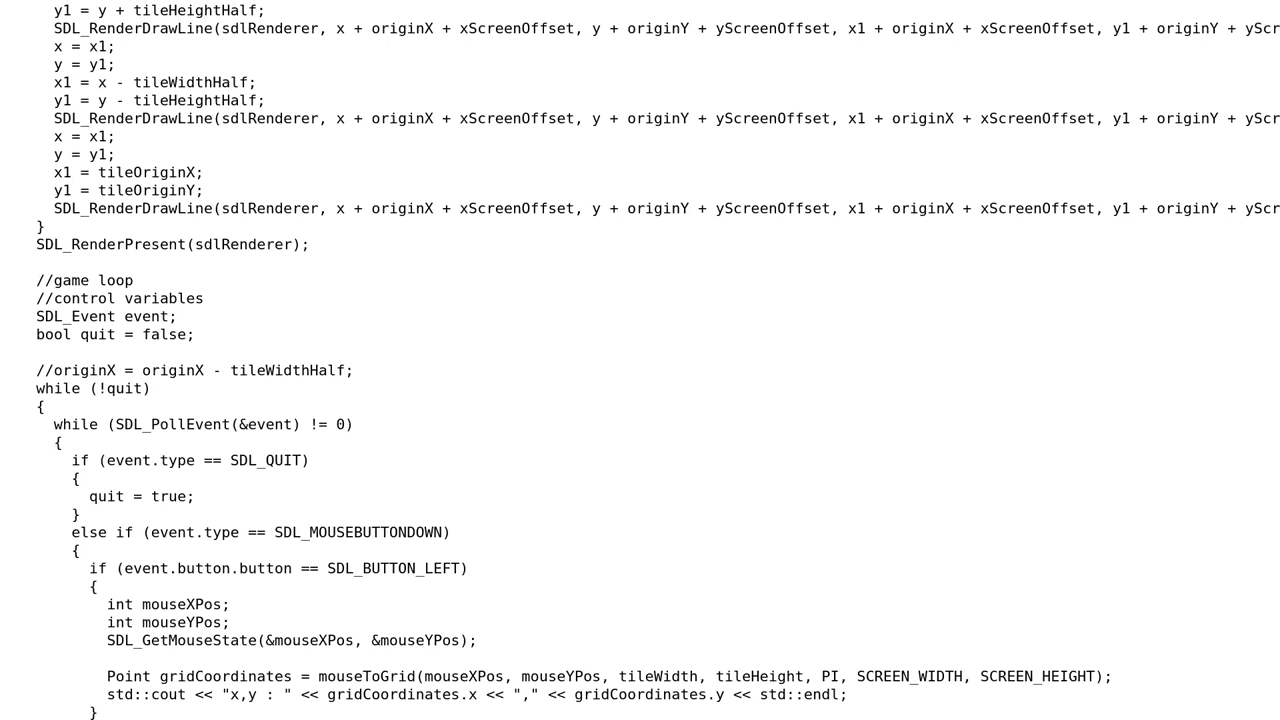 y1 = y + tileHeightHalf;
SDL_RenderDrawLine(sdlRenderer, x + originX + xScreenOffset, y + originY + yScreenOffset, x1 + originX + xScreenOffset, y1 + originY + yScr
x = x1;
y = y1;
x1 = x - tileWidthHalf;
y1 = y - tileHeightHalf;
SDL_RenderDrawLine(sdlRenderer, x + originX + xScreenOffset, y + originY + yScreenOffset, x1 + originX + xScreenOffset, y1 + originY + yScr
x = x1;
y = y1;
x1 = tileOriginX;
y1 = tileOriginY;
SDL_RenderDrawLine(sdlRenderer, x + originX + xScreenOffset, y + originY + yScreenOffset, x1 + originX + xScreenOffset, y1 + originY + yScr
}
SDL_RenderPresent(sdlRenderer);
//game loop
//control variables
SDL_Event event;
bool quit = false;
//originX = originX - tileWidthHalf;
while (!quit)
{
while (SDL_PollEvent(&event) != 0)
{
if (event.type == SDL_QUIT)
{
quit = true;
}
else if (event.type == SDL_MOUSEBUTTONDOWN)
{
if (event.button.button == SDL_BUTTON_LEFT)
{
int mouseXPos;
int mouseYPos;
SDL_GetMouseState(&mouseXPos, &mouseYPos);
Point gridCoordinates = mouseToGrid(mouseXPos, mouseYPos, tileWidth, tileHeight, PI, SCREEN_WIDTH, SCREEN_HEIGHT);
std::cout << "x,y : " << gridCoordinates.x << "," << gridCoordinates.y << std::endl;
}